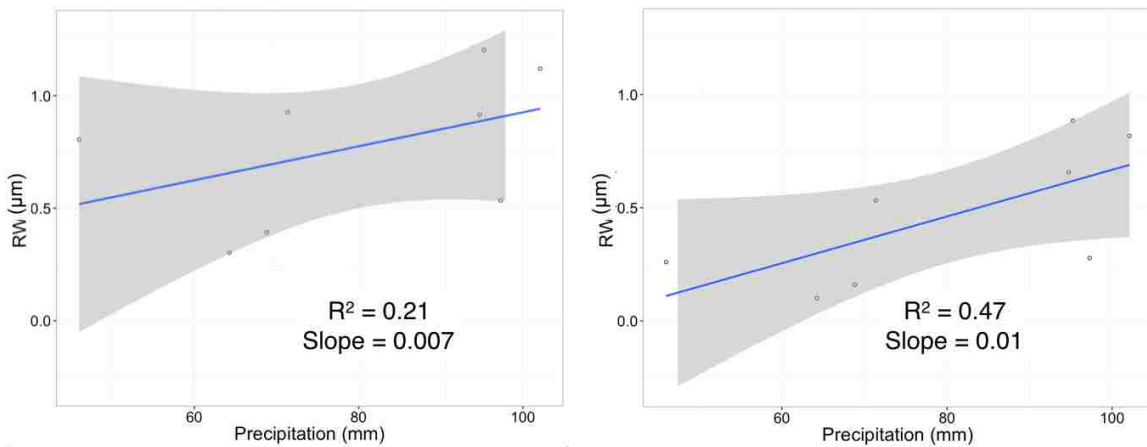 RW (μm)
1.0
0.5
0.0
R² = 0.21
Slope = 0.007
60
80
100
Precipitation (mm)
RW (μm)
1.0
0.5
0.0
R² = 0.47
Slope = 0.01
60
80
100
Precipitation (mm)